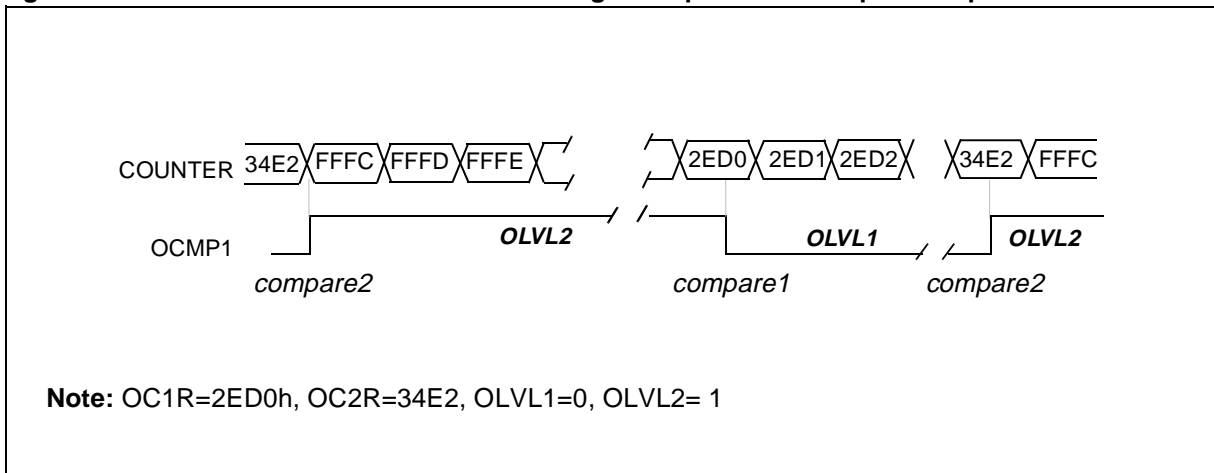 COUNTER 34E2 FFFC FFFD FFFE 2ED0 2ED1 2ED2 34E2 FFFC
OCMP1 OLVL2 OLVL1 OLVL2
compare2 compare1 compare2
Note: OC1R=2ED0h, OC2R=34E2, OLVL1=0, OLVL2= 1